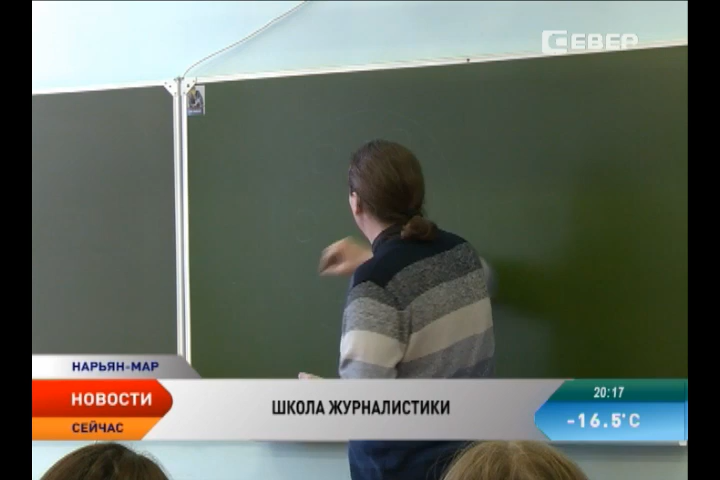 СЕВЕР
НАРЬЯН-МАР
НОВОСТИ
СЕЙЧАС
ШКОЛА ЖУРНАЛИСТИКИ
20:17
-16.5°C